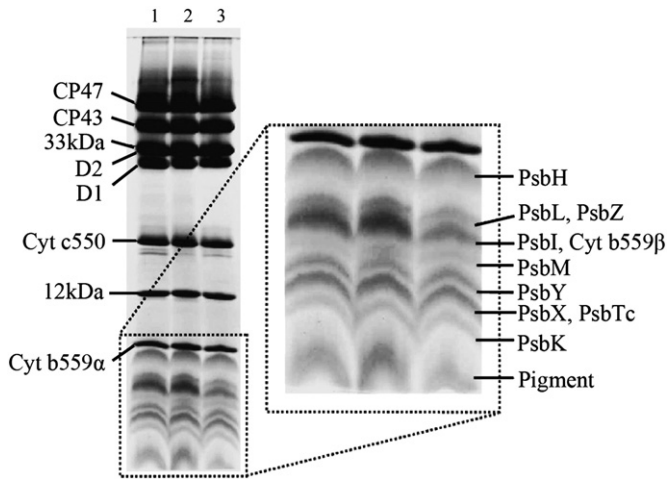 1 2 3
CP47
CP43
33kDa
D2
D1
Cyt c550
12kDa
Cyt b559α
PsbH
PsbL, PsbZ
PsbI, Cyt b559β
PsbM
PsbY
PsbX, PsbTc
PsbK
Pigment